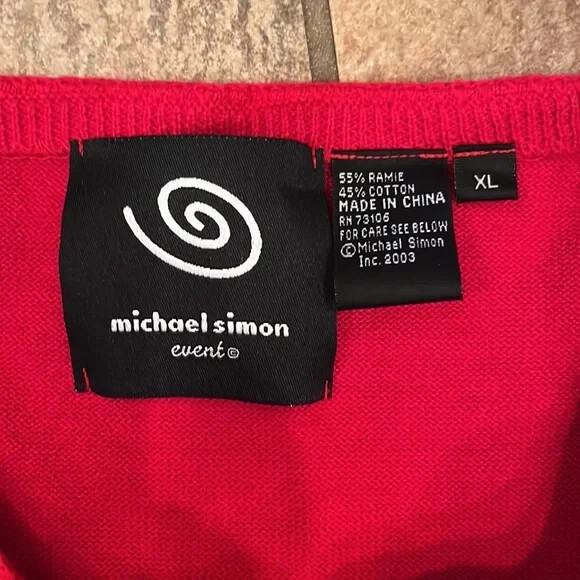 michael simon
event©
55% RAMIE
45% COTTON
MADE IN CHINA
RN 73106
FOR CARE SEE BELOW
©Michael Simon
Inc. 2003
XL